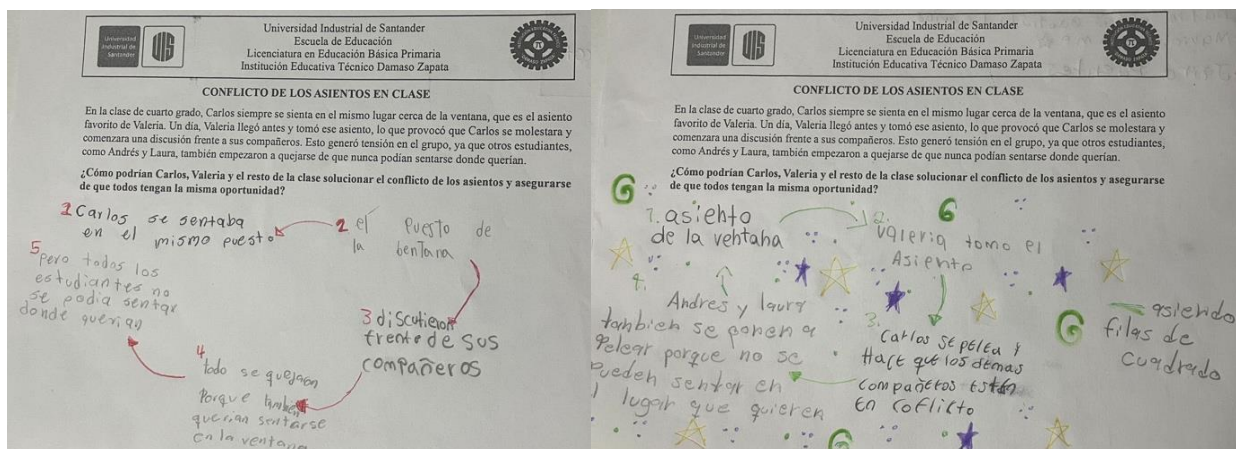 Universidad
Industrial de
Santander
UIS
Universidad Industrial de Santander
Escuela de Educación
Licenciatura en Educación Básica Primaria
Institución Educativa Técnico Damaso Zapata
π
CONFLICTO DE LOS ASIENTOS EN CLASE
En la clase de cuarto grado, Carlos siempre se sienta en el mismo lugar cerca de la ventana, que es el asiento
favorito de Valeria. Un día, Valeria llegó antes y tomó ese asiento, lo que provocó que Carlos se molestara y
comenzara una discusión frente a sus compañeros. Esto generó tensión en el grupo, ya que otros estudiantes,
como Andrés y Laura, también empezaron a quejarse de que nunca podían sentarse donde querían.
¿Cómo podrían Carlos, Valeria y el resto de la clase solucionar el conflicto de los asientos y asegurarse
de que todos tengan la misma oportunidad?
1 Carlos se sentaba
en el mismo puesto
2 el puesto de
la bentana
3 discutieron
frente de sus
compañeros
4
todo se quejaon
Porque tambien
querian sentarse
en la ventana
5
pero todos los
estudiantes no
se podia sentar
donde querian
Universidad
Industrial de
Santander
UIS
Universidad Industrial de Santander
Escuela de Educación
Licenciatura en Educación Básica Primaria
Institución Educativa Técnico Damaso Zapata
π
CONFLICTO DE LOS ASIENTOS EN CLASE
En la clase de cuarto grado, Carlos siempre se sienta en el mismo lugar cerca de la ventana, que es el asiento
favorito de Valeria. Un día, Valeria llegó antes y tomó ese asiento, lo que provocó que Carlos se molestara y
comenzara una discusión frente a sus compañeros. Esto generó tensión en el grupo, ya que otros estudiantes,
como Andrés y Laura, también empezaron a quejarse de que nunca podían sentarse donde querían.
¿Cómo podrían Carlos, Valeria y el resto de la clase solucionar el conflicto de los asientos y asegurarse
de que todos tengan la misma oportunidad?
G
G
1. asiento
de la ventana
2.
Valeria tomo el
Asiento
3.
Carlos se pelea y
Hace que los demas
compañeros esten
En coflicto
4.
Andres y laura
tanbien se ponen a
Pelear porque no se
Pueden sentar en
l lugar que quieren
G
filas de
cuadrado
G